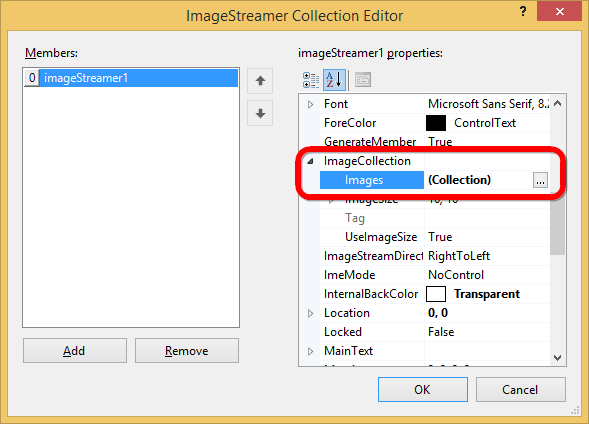 ImageStreamer Collection Editor
?
Members:
0 imageStreamer1
Add
Remove
imageStreamer1 properties:
A
Z
Font Microsoft Sans Serif, 8.2
ForeColor ControlText
GenerateMember True
ImageCollection
Images (Collection) ...
ImageSize 16, 16
Tag
UseImageSize True
ImageStreamDirect RightToLeft
ImeMode NoControl
InternalBackColor Transparent
Location 0, 0
Locked False
MainText
OK
Cancel